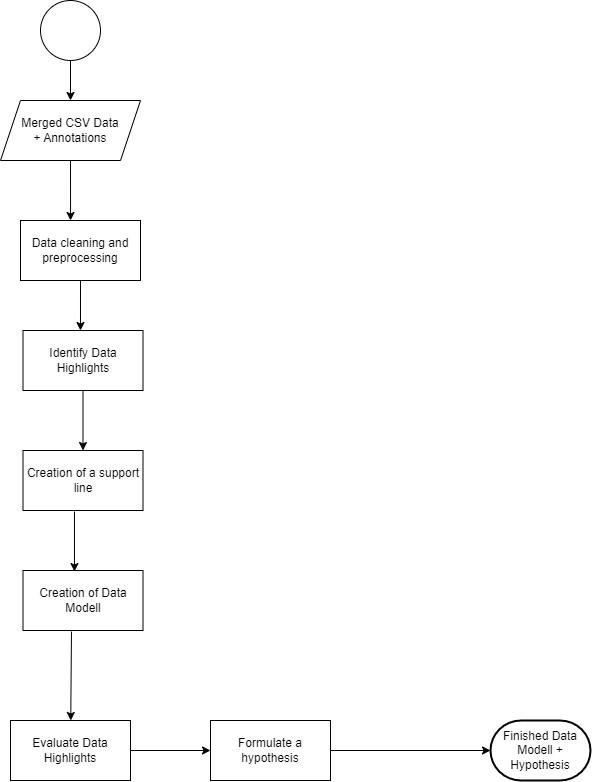 Merged CSV Data
+ Annotations
Data cleaning and
preprocessing
Identify Data
Highlights
Creation of a support
line
Creation of Data
Modell
Evaluate Data
Highlights
Formulate a
hypothesis
Finished Data
Modell +
Hypothesis